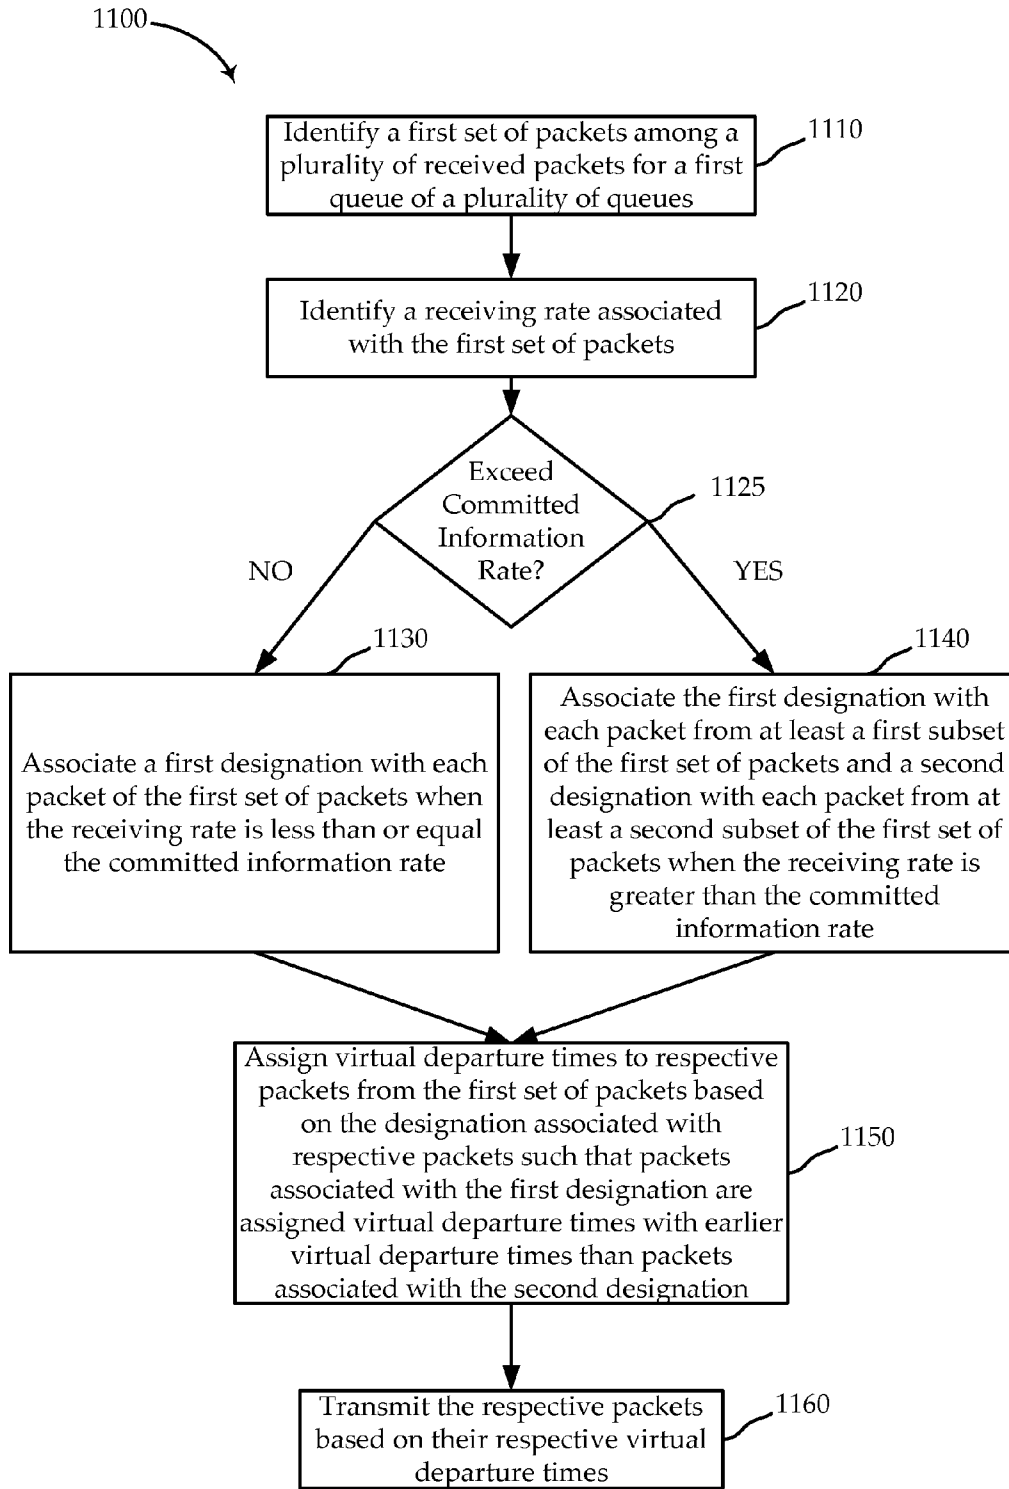 1100
Identify a first set of packets among a
plurality of received packets for a first
queue of a plurality of queues
1110
Identify a receiving rate associated
with the first set of packets
1120
Exceed
Committed
Information
Rate?
1125
NO
YES
1130
1140
Associate a first designation with each
packet of the first set of packets when
the receiving rate is less than or equal
the committed information rate
Associate the first designation with
each packet from at least a first subset
of the first set of packets and a second
designation with each packet from at
least a second subset of the first set of
packets when the receiving rate is
greater than the committed
information rate
Assign virtual departure times to respective
packets from the first set of packets based
on the designation associated with
respective packets such that packets
associated with the first designation are
assigned virtual departure times with earlier
virtual departure times than packets
associated with the second designation
1150
Transmit the respective packets
based on their respective virtual
departure times
1160